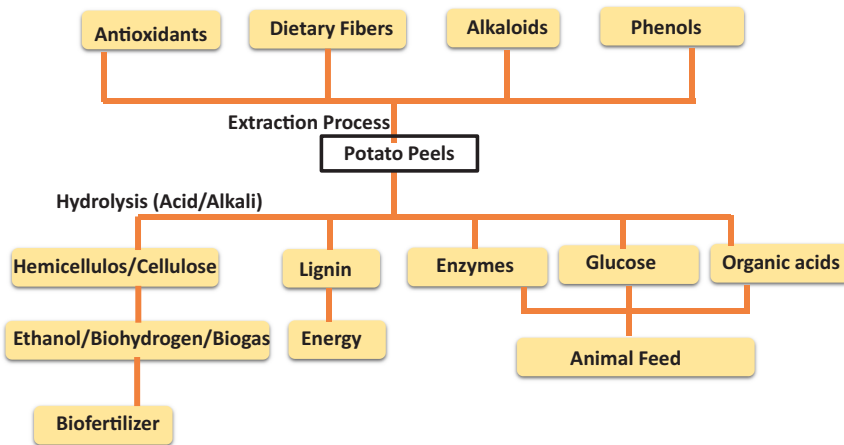 Antioxidants
Dietary Fibers
Alkaloids
Phenols
Extraction Process
Potato Peels
Hydrolysis (Acid/Alkali)
Hemicellulos/Cellulose
Lignin
Enzymes
Glucose
Organic acids
Ethanol/Biohydrogen/Biogas
Energy
Animal Feed
Biofertilizer